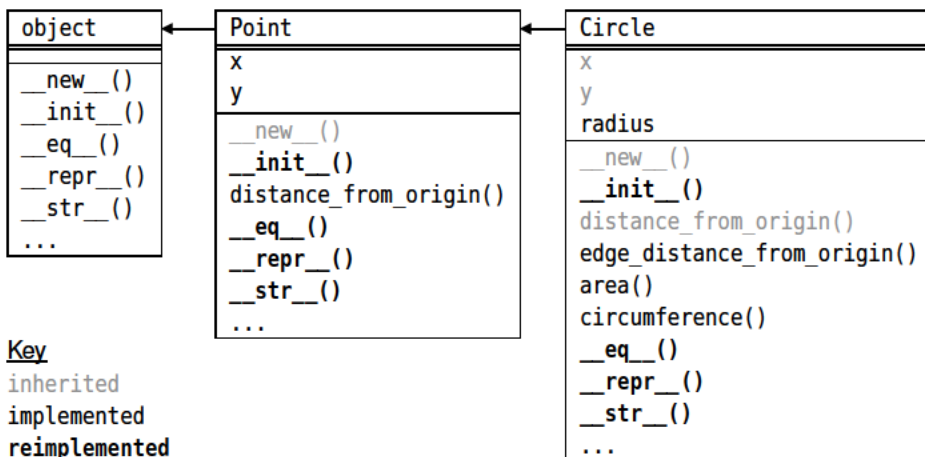 object
__new__()
__init__()
__eq__()
__repr__()
__str__()
...
Point
x
y
__new__()
__init__()
distance_from_origin()
__eq__()
__repr__()
__str__()
...
Circle
x
y
radius
__new__()
__init__()
distance_from_origin()
edge_distance_from_origin()
area()
circumference()
__eq__()
__repr__()
__str__()
...
Key
inherited
implemented
reimplemented